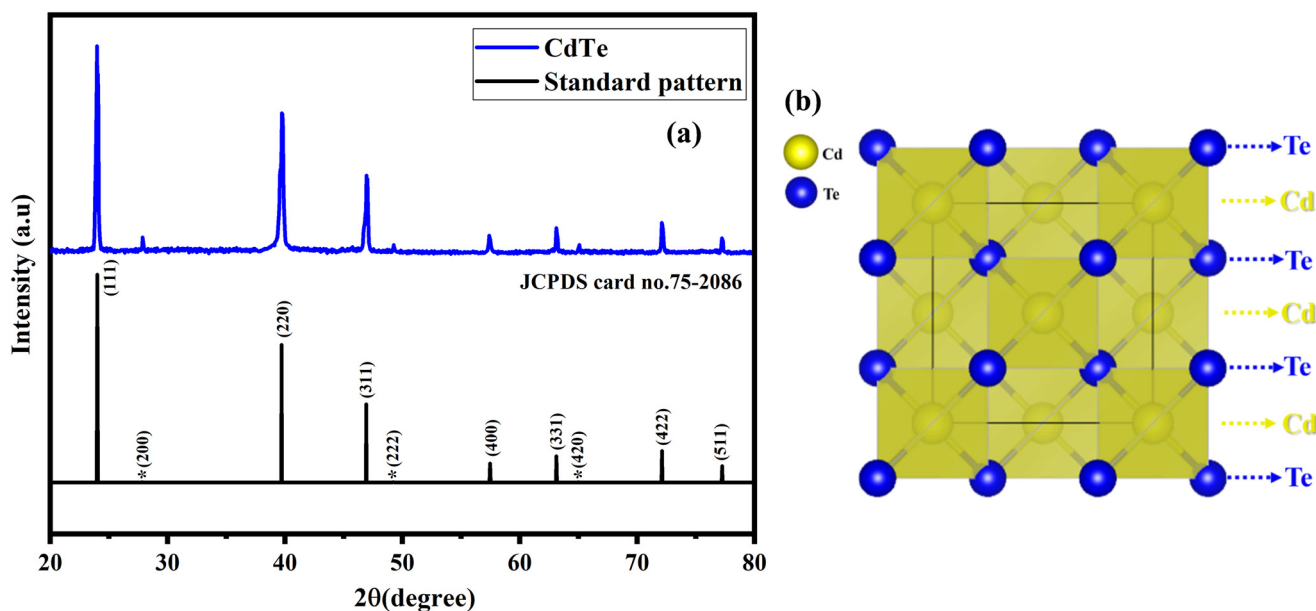 CdTe
Standard pattern
(a)
JCPDS card no.75-2086
(111)
*(200)
(220)
(311)
*(222)
(400)
(331)
*(420)
(422)
(511)
Intensity (a.u)
20 30 40 50 60 70 80
2θ(degree)
(b)
Cd
Te
Te
Cd
Te
Cd
Te
Cd
Te